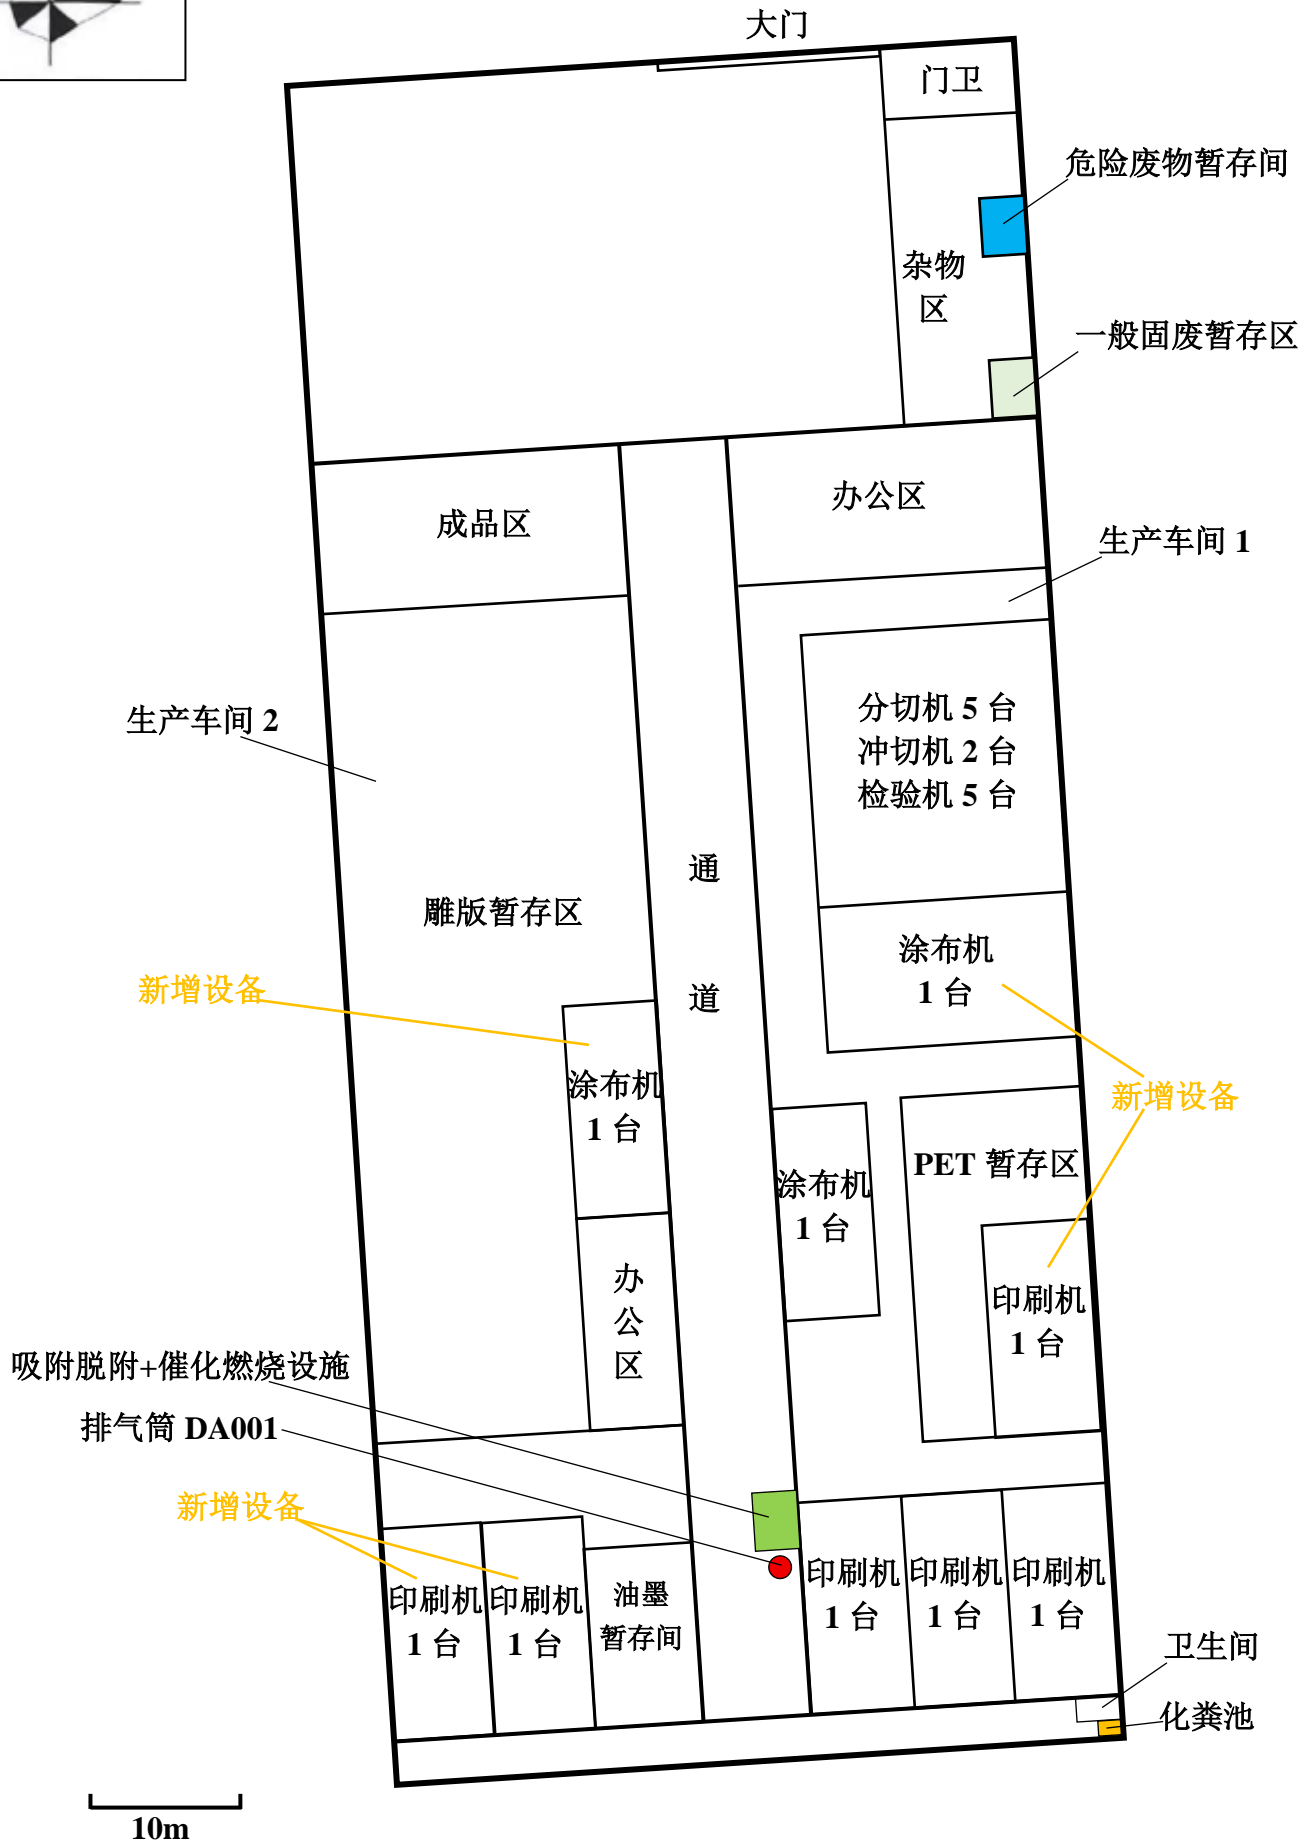 大门
门卫
危险废物暂存间
杂物
区
一般固废暂存区
成品区
办公区
生产车间 1
分切机 5 台
冲切机 2 台
检验机 5 台
生产车间 2
通
道
雕版暂存区
涂布机
1 台
新增设备
涂布机
1 台
新增设备
PET 暂存区
涂布机
1 台
印刷机
1 台
办
公
区
吸附脱附+催化燃烧设施
排气筒 DA001
新增设备
印刷机
1 台
印刷机
1 台
油墨
暂存间
印刷机
1 台
印刷机
1 台
印刷机
1 台
卫生间
化粪池
10m